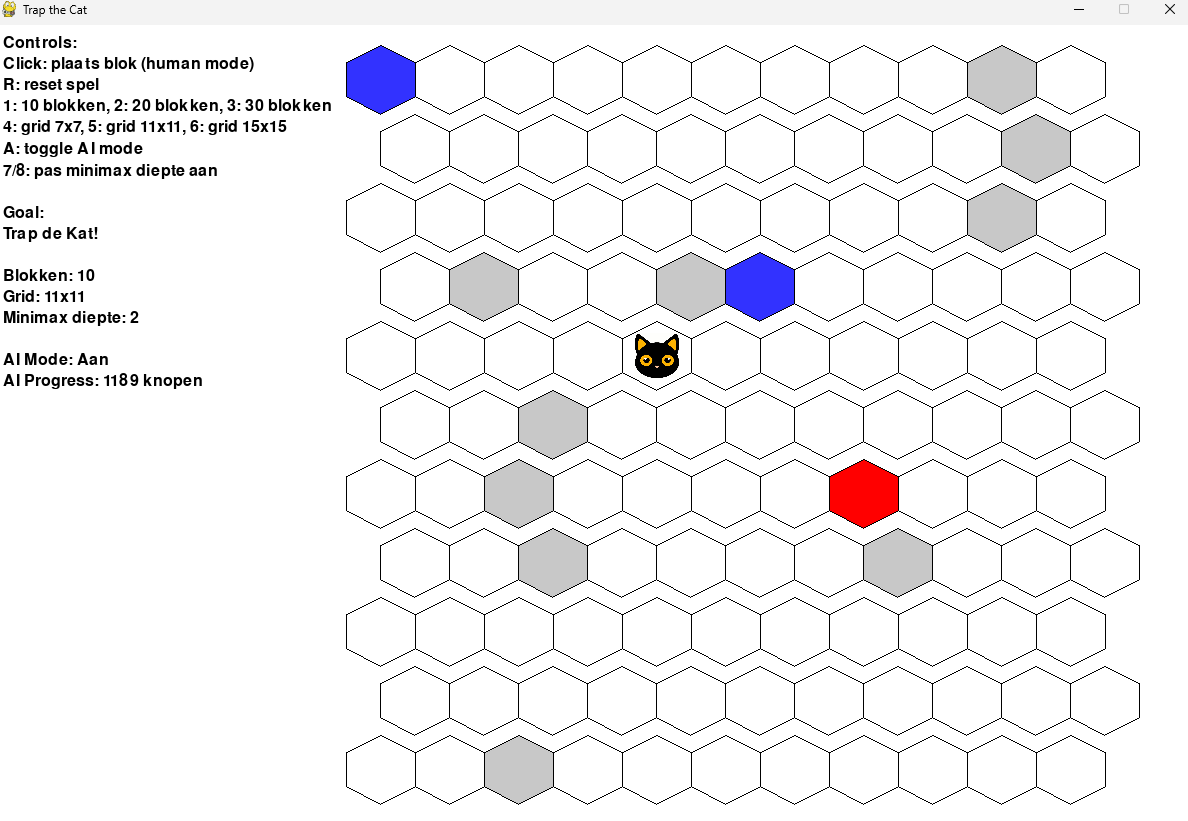 Trap the Cat
Controls:
Click: plaats blok (human mode)
R: reset spel
1: 10 blokken, 2: 20 blokken, 3: 30 blokken
4: grid 7x7, 5: grid 11x11, 6: grid 15x15
A: toggle AI mode
7/8: pas minimax diepte aan
Goal:
Trap de Kat!
Blokken: 10
Grid: 11x11
Minimax diepte: 2
AI Mode: Aan
AI Progress: 1189 knopen